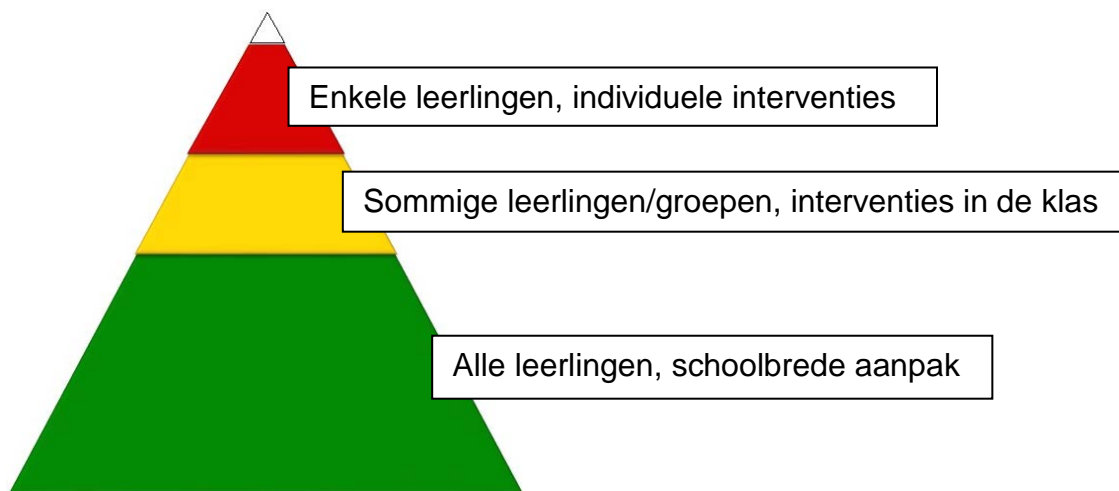 Enkele leerlingen, individuele interventies
Sommige leerlingen/groepen, interventies in de klas
Alle leerlingen, schoolbrede aanpak